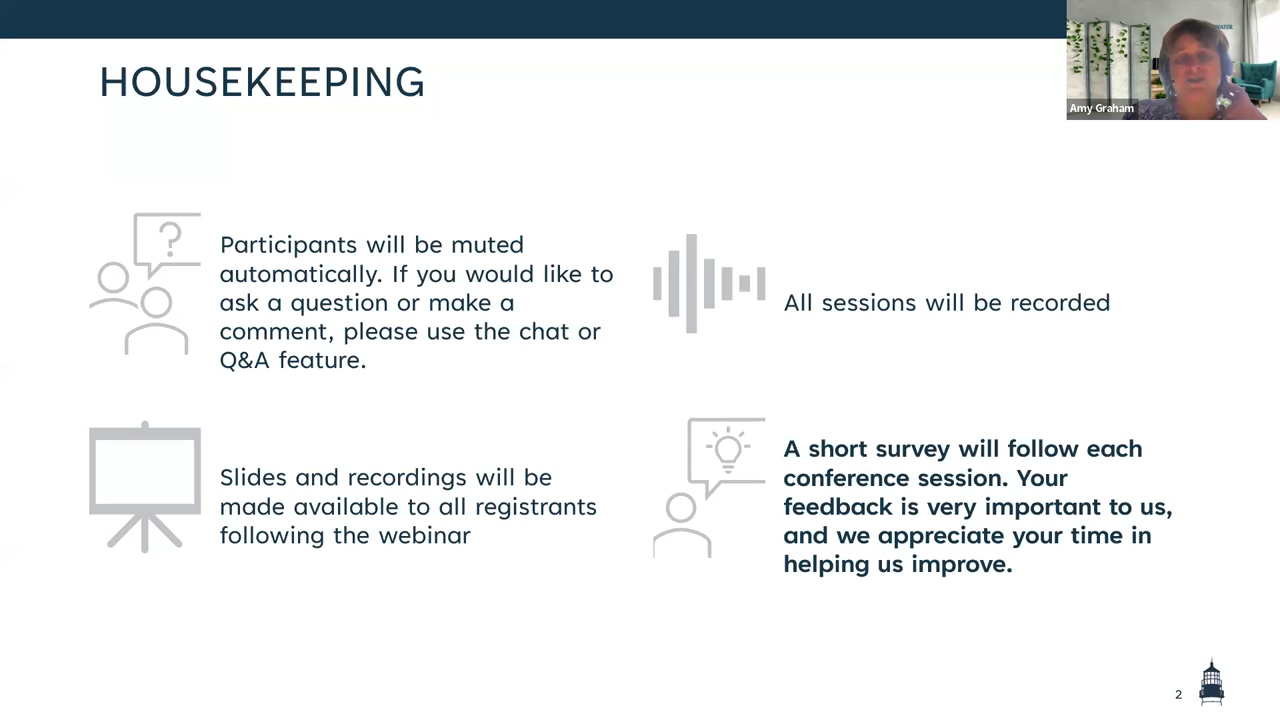 HOUSEKEEPING
Amy Graham
Participants will be muted
automatically. If you would like to
ask a question or make a
comment, please use the chat or
Q&A feature.
?
All sessions will be recorded
Slides and recordings will be
made available to all registrants
following the webinar
A short survey will follow each
conference session. Your
feedback is very important to us,
and we appreciate your time in
helping us improve.
2